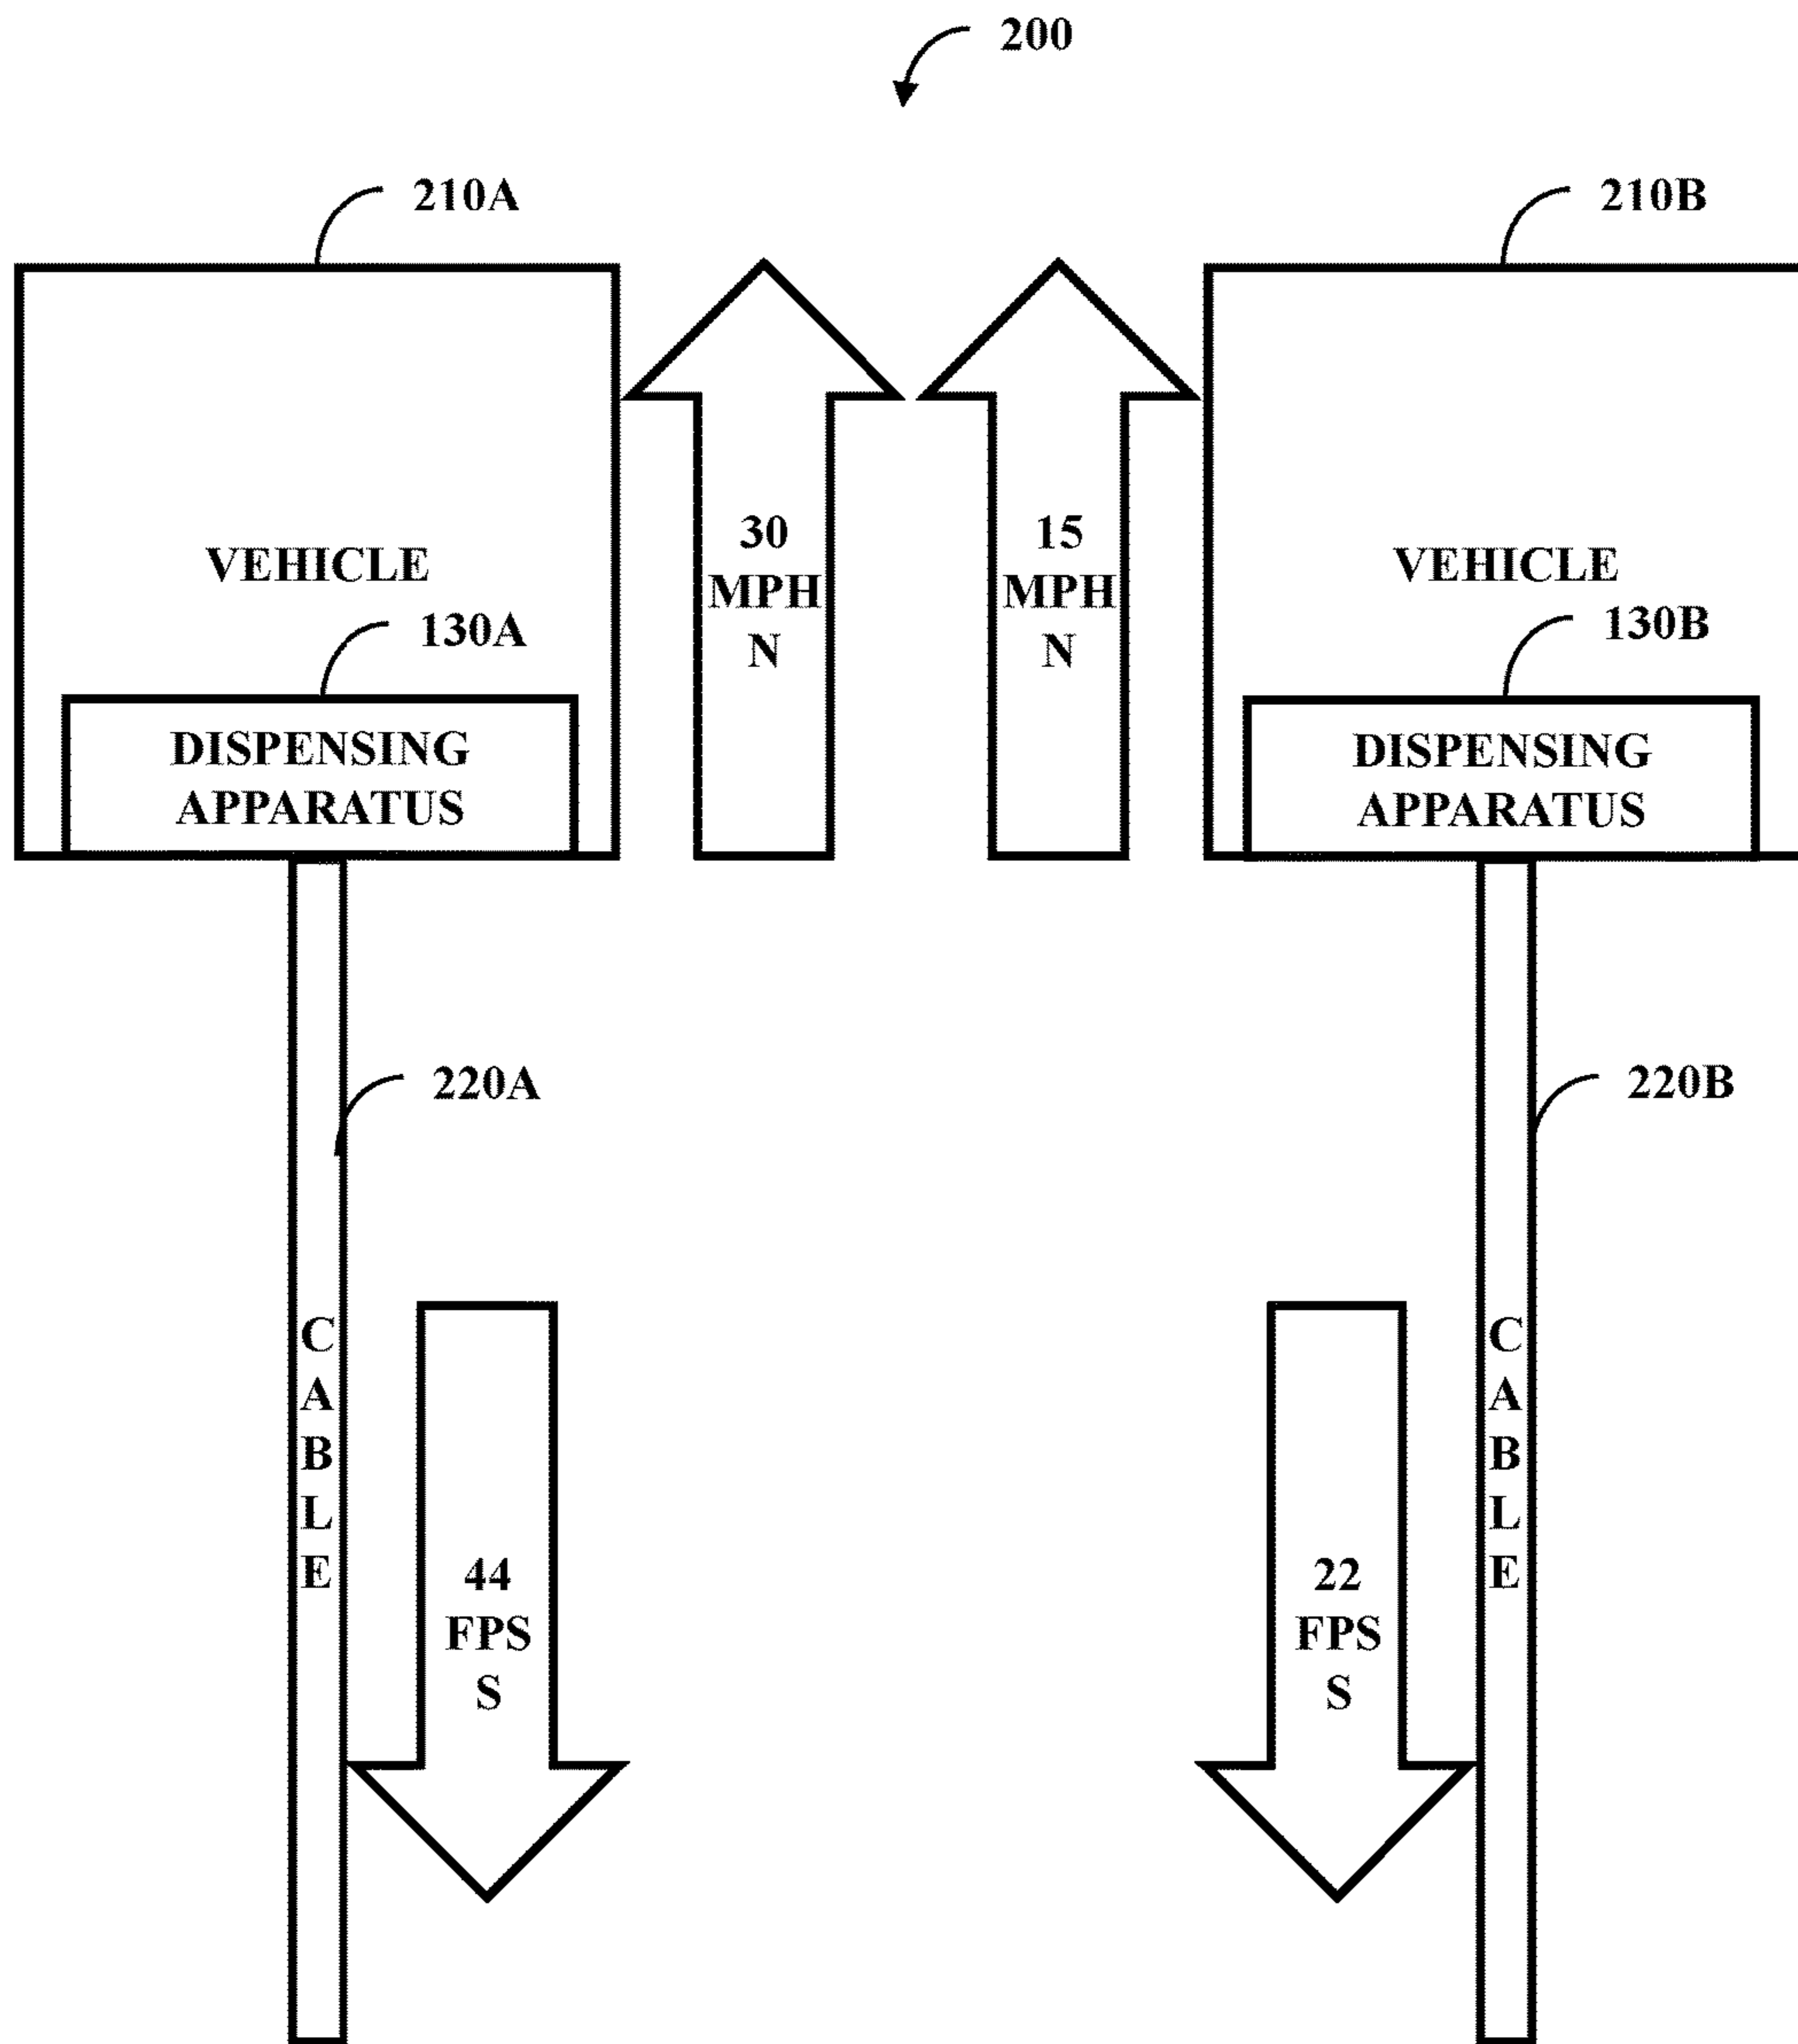 200
210A
210B
VEHICLE
130A
DISPENSING
APPARATUS
30
MPH
N
15
MPH
N
VEHICLE
130B
DISPENSING
APPARATUS
220A
220B
C
A
B
L
E
44
FPS
S
22
FPS
S
C
A
B
L
E